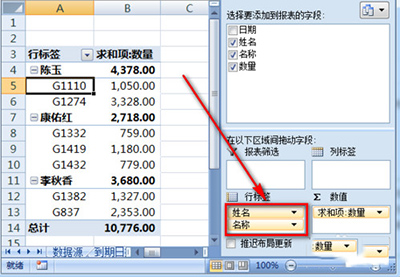 A B C
1
2
3 行标签 求和项:数量
4 陈玉 4,378.00
5 G1110 1,050.00
6 G1274 3,328.00
7 康佑红 2,718.00
8 G1332 759.00
9 G1419 1,180.00
10 G1432 779.00
11 李秋香 3,680.00
12 G1382 1,327.00
13 G837 2,353.00
14 总计 10,776.00
数据源，到期日
就绪
100%
选择要添加到报表的字段:
日期
姓名
名称
数量
在以下区域间拖动字段:
报表筛选 列标签
行标签 Σ 数值
姓名 求和项:数量
名称
推迟布局更新
:数量